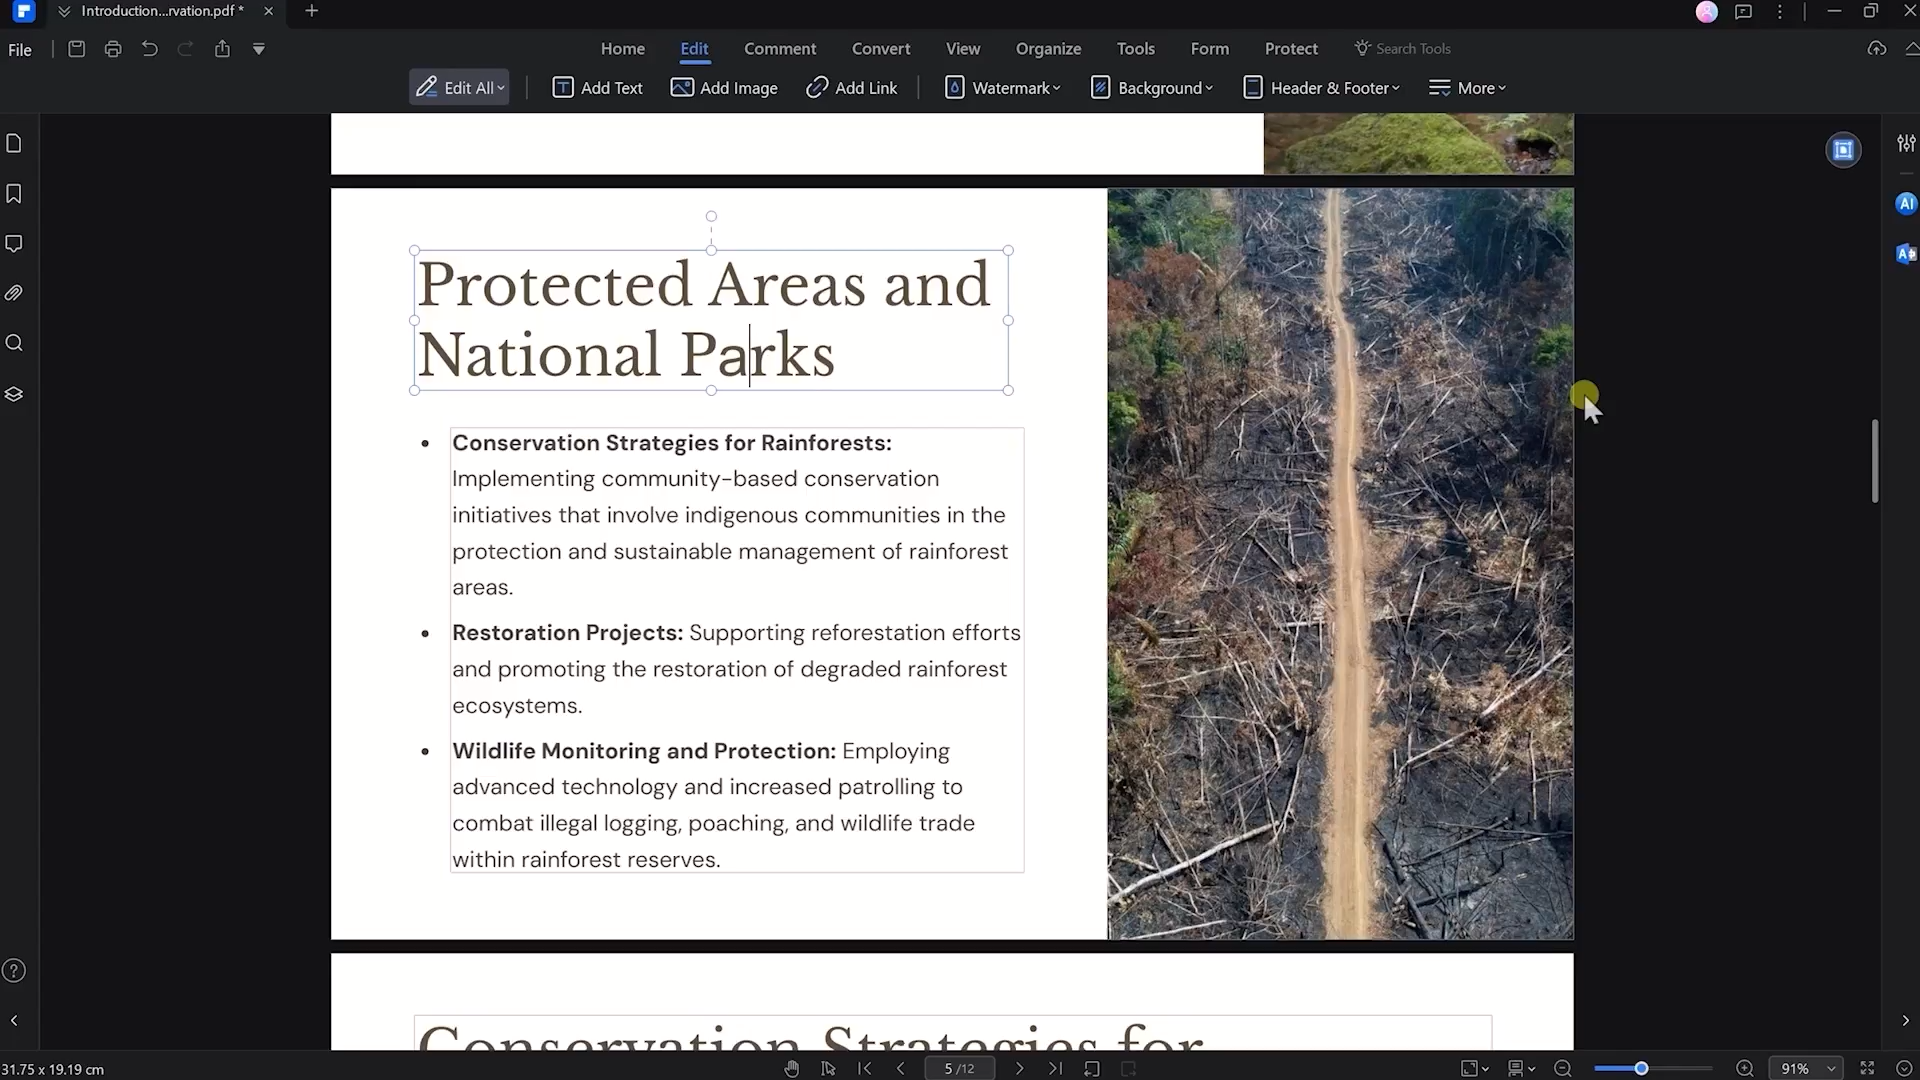 Introduction...rvation.pdf *
File
Home Edit Comment Convert View Organize Tools Form Protect Search Tools
Edit All Add Text Add Image Add Link Watermark Background Header & Footer More
AI
Protected Areas and
National Parks
• Conservation Strategies for Rainforests:
Implementing community-based conservation
initiatives that involve indigenous communities in the
protection and sustainable management of rainforest
areas.
• Restoration Projects: Supporting reforestation efforts
and promoting the restoration of degraded rainforest
ecosystems.
• Wildlife Monitoring and Protection: Employing
advanced technology and increased patrolling to
combat illegal logging, poaching, and wildlife trade
within rainforest reserves.
Conservation Strategies for
31.75 x 19.19 cm
5 /12
91%